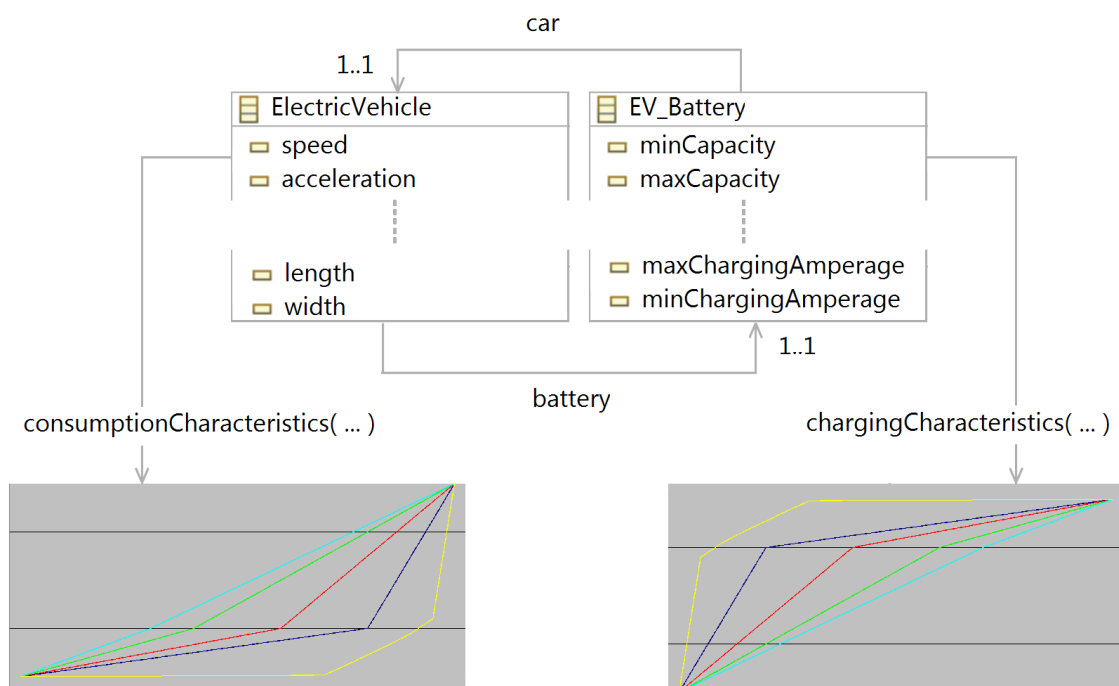 car
1..1
ElectricVehicle
speed
acceleration
length
width
EV_Battery
minCapacity
maxCapacity
maxChargingAmperage
minChargingAmperage
1..1
battery
consumptionCharacteristics( ... )
chargingCharacteristics( ... )